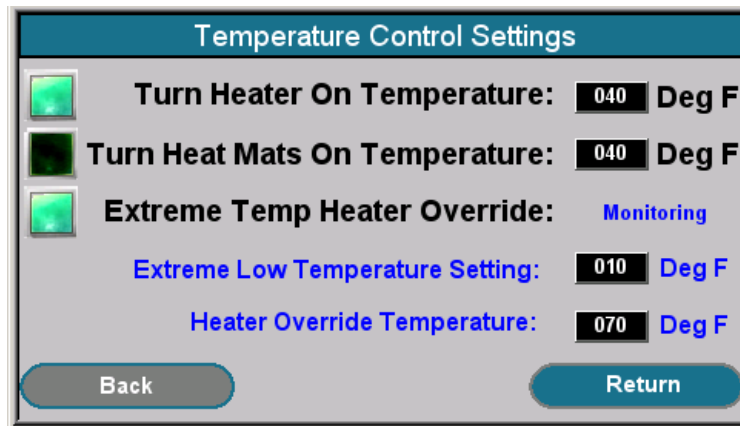 Temperature Control Settings
Turn Heater On Temperature: 040 Deg F
Turn Heat Mats On Temperature: 040 Deg F
Extreme Temp Heater Override: Monitoring
Extreme Low Temperature Setting: 010 Deg F
Heater Override Temperature: 070 Deg F
Back Return